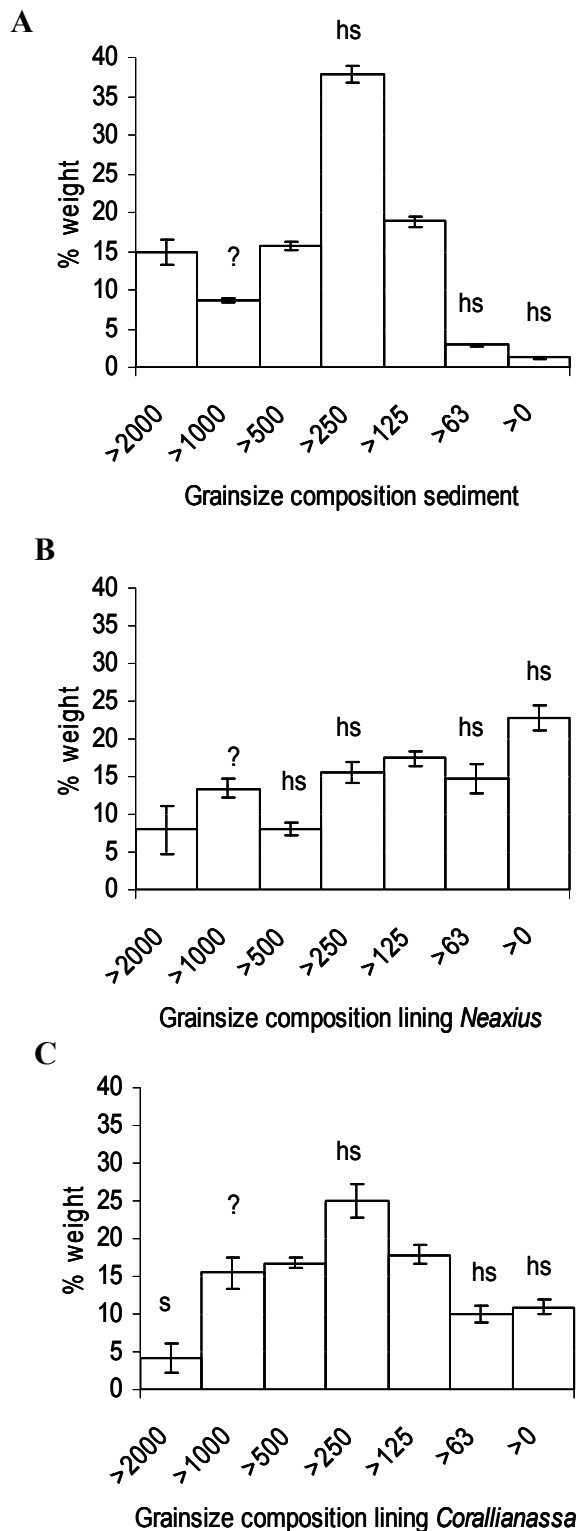 A
hs
40
35
30
25
20
15
10
5
0
% weight
?
hs
hs
>2000
>1000
>500
>250
>125
>63
>0
Grainsize composition sediment
B
40
35
30
25
20
15
10
5
0
% weight
?
hs
hs
hs
hs
>2000
>1000
>500
>250
>125
>63
>0
Grainsize composition lining Neaxius
C
40
35
30
25
20
15
10
5
0
% weight
s
?
hs
hs
hs
>2000
>1000
>500
>250
>125
>63
>0
Grainsize composition lining Corallianassa